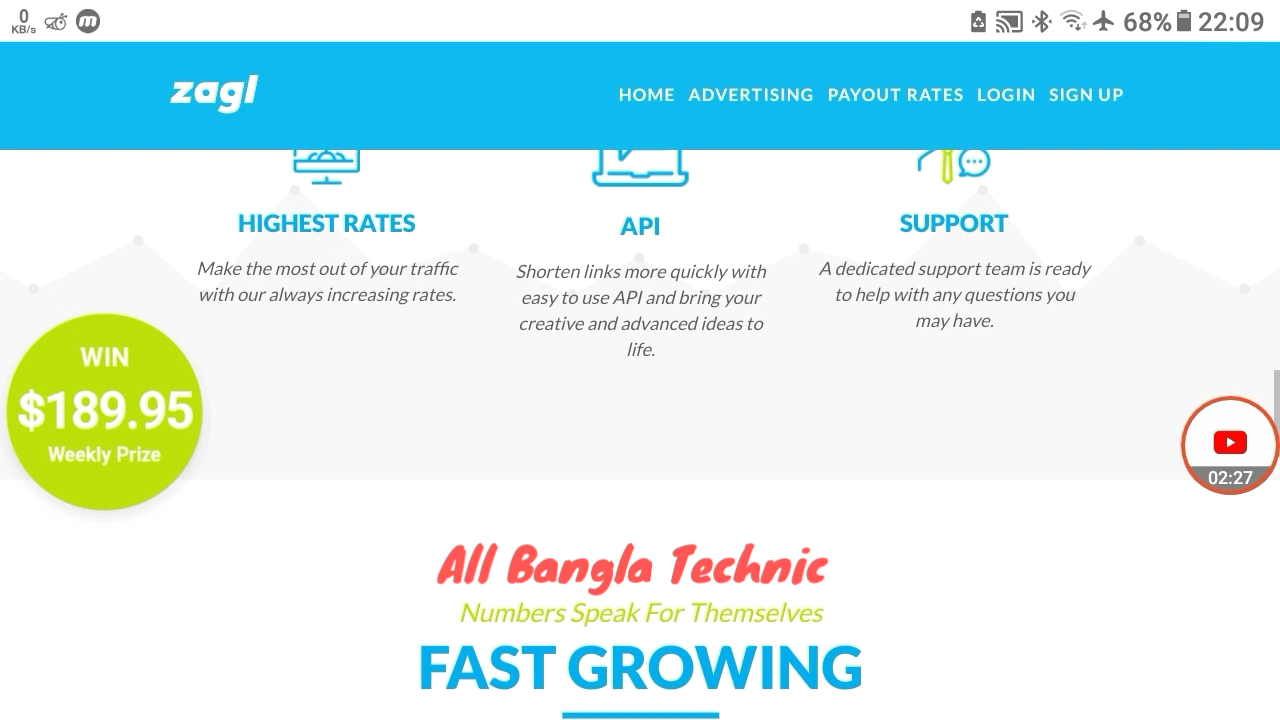 0
KB/s
m
68% 22:09
zagl
HOME ADVERTISING PAYOUT RATES LOGIN SIGN UP
HIGHEST RATES
Make the most out of your traffic
with our always increasing rates.
API
Shorten links more quickly with
easy to use API and bring your
creative and advanced ideas to
life.
SUPPORT
A dedicated support team is ready
to help with any questions you
may have.
WIN
$189.95
Weekly Prize
02:27
All Bangla Technic
Numbers Speak For Themselves
FAST GROWING